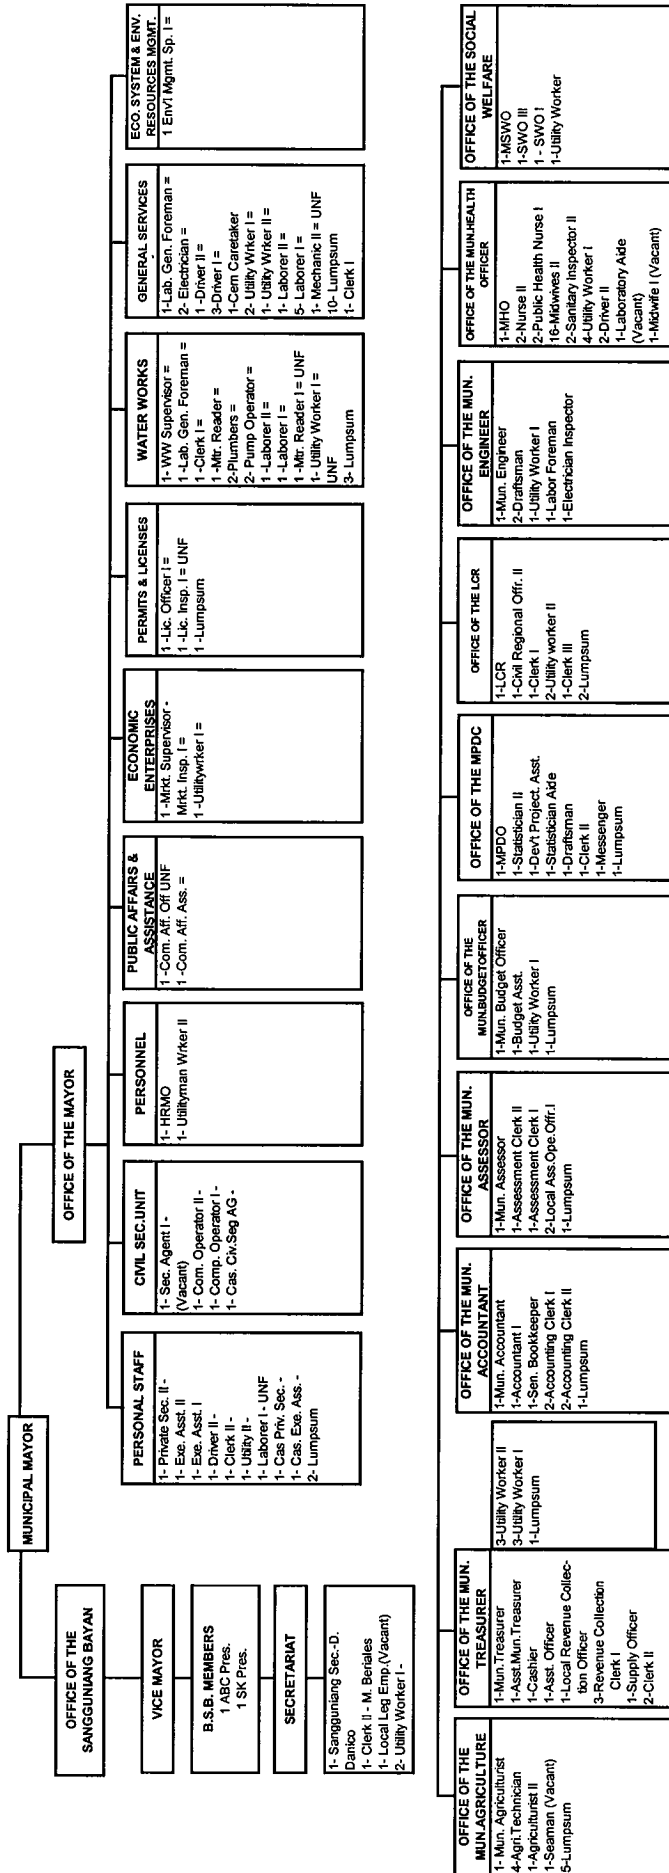 MUNICIPAL MAYOR
OFFICE OF THE
SANGGUNIANG BAYAN
VICE MAYOR
B.S.B. MEMBERS
1 ABC Pres.
1 SK Pres.
SECRETARIAT
1- Sangguniang Sec.-D.
Danico
1- Clerk II - M. Beriales
1- Local Leg Emp.(Vacant)
2- Utility Worker I -
OFFICE OF THE MAYOR
PERSONAL STAFF
1- Private Sec. II -
1- Exe. Asst. II
1- Exe. Asst. I
1- Driver II -
1- Clerk II -
1- Utility II -
1- Laborer I - UNF
1- Cas Priv. Sec. -
1- Cas. Exe. Ass. -
2- Lumpsum
CIVIL SEC.UNIT
1- Sec. Agent I -
(Vacant)
1- Com. Operator II -
1- Comp. Operator I -
1- Cas. Civ.Seg AG -
PERSONNEL
1- HRMO
1- Utilityman Wrker II
PUBLIC AFFAIRS &
ASSISTANCE
1 -Com. Aff. Off UNF
1 -Com. Aff. Ass. =
ECONOMIC
ENTERPRISES
1 -Mrkt. Supervisor -
Mrkt. Insp. I =
1 -Utilitywrker I =
PERMITS & LICENSES
1 -Lic. Officer I =
1 -Lic. Insp. I = UNF
1 -Lumpsum
WATER WORKS
1- WW Supervisor =
1 -Lab. Gen. Foreman =
1 -Clerk I =
1 -Mtr. Reader =
2-Plumbers =
2- Pump Operator =
1 -Laborer II =
1 -Laborer I =
1 -Mtr. Reader I = UNF
1- Utility Worker I =
UNF
3- Lumpsum
GENERAL SERVICES
1-Lab. Gen. Foreman =
2- Electrician =
1 -Driver II =
3-Driver I =
1-Cem Caretaker
2- Utility Wrker I =
1- Utility Wrker II =
1- Laborer II =
5- Laborer I =
1- Mechanic II = UNF
10- Lumpsum
1- Clerk I
ECO. SYSTEM & ENV.
RESOURCES MGMT.
1 Env'l Mgmt. Sp. I =
OFFICE OF THE
MUN.AGRICULTURE
1- Mun. Agriculturist
4-Agri.Technician
1-Agriculturist II
1-Seaman (Vacant)
5-Lumpsum
OFFICE OF THE MUN.
TREASURER
1-Mun.Treasurer
1-Asst.Mun.Treasurer
1-Cashier
1-Asst. Officer
1-Local Revenue Collec-
tion Officer
3-Revenue Collection
Clerk I
1-Supply Officer
2-Clerk II
3-Utility Worker II
3-Utility Worker I
1-Lumpsum
OFFICE OF THE MUN.
ACCOUNTANT
1-Mun. Accountant
1-Accountant I
1-Sen. Bookkeeper
2-Accounting Clerk I
2-Accounting Clerk II
1-Lumpsum
OFFICE OF THE MUN.
ASSESSOR
1-Mun. Assessor
1-Assessment Clerk II
1-Assessment Clerk I
2-Local Ass.Ope.Offr.I
1-Lumpsum
OFFICE OF THE
MUN.BUDGETOFFICER
1-Mun. Budget Officer
1-Budget Asst.
1-Utility Worker I
1-Lumpsum
OFFICE OF THE MPDC
1-MPDO
1-Statistician II
1-Dev't Project. Asst.
1-Statistician Aide
1-Draftsman
1-Clerk II
1-Messenger
1-Lumpsum
OFFICE OF THE LCR
1-LCR
1-Civil Regional Offr. II
1-Clerk I
2-Utility worker II
1-Clerk III
2-Lumpsum
OFFICE OF THE MUN.
ENGINEER
1-Mun. Engineer
2-Draftsman
1-Utility Worker I
1-Labor Foreman
1-Electrician Inspector
OFFICE OF THE MUN.HEALTH
OFFICER
1-MHO
2-Nurse II
2-Public Health Nurse I
16-Midwives II
2-Sanitary Inspector II
4-Utility Worker I
2-Driver II
1-Laboratory Aide
(Vacant)
1-Midwife I (Vacant)
OFFICE OF THE SOCIAL
WELFARE
1-MSWO
1-SWO III
1 - SWO I
1-Utility Worker